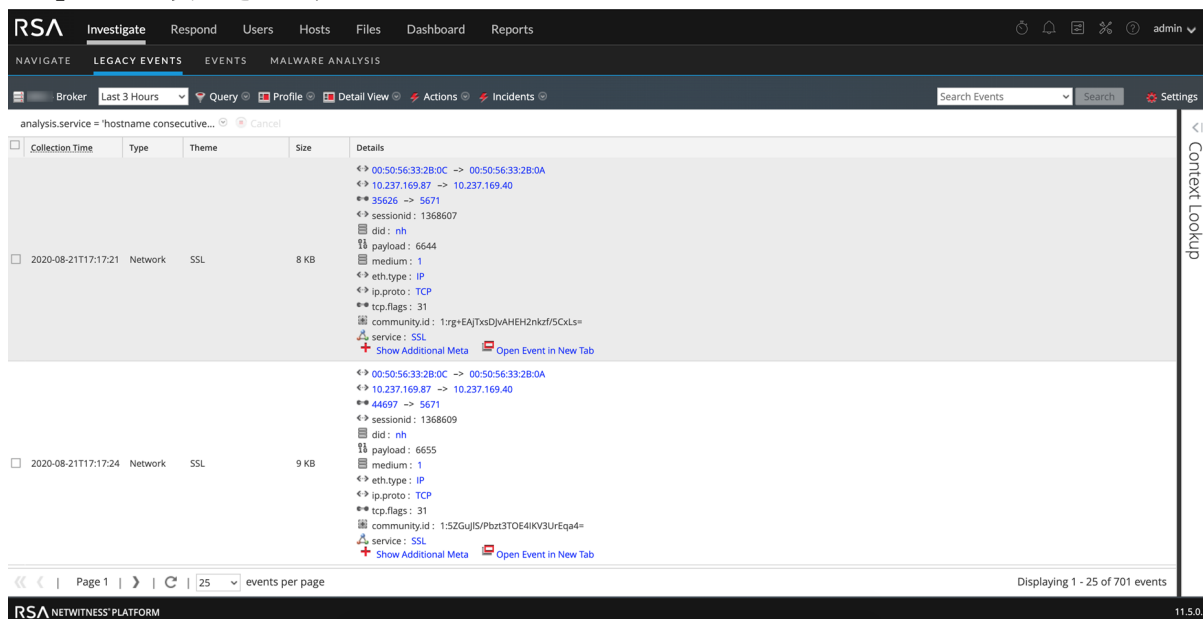 RSA Investigate Respond Users Hosts Files Dashboard Reports admin
NAVIGATE LEGACY EVENTS EVENTS MALWARE ANALYSIS
Broker Last 3 Hours Query Profile Detail View Actions Incidents Search Events Search Settings
analysis.service = 'hostname consecutive... Cancel
Context Lookup
Collection Time Type Theme Size Details
00:50:56:33:2B:0C -> 00:50:56:33:2B:0A
10.237.169.87 -> 10.237.169.40
35626 -> 5671
sessionid : 1368607
did : nh
payload : 6644
medium : 1
2020-08-21T17:17:21 Network SSL 8 KB
eth.type : IP
ip.proto : TCP
tcp.flags : 31
community.id : 1:rg+EAjTxsDJvAHEH2nkzf/5CxLs=
service : SSL
Show Additional Meta Open Event in New Tab
00:50:56:33:2B:0C -> 00:50:56:33:2B:0A
10.237.169.87 -> 10.237.169.40
44697 -> 5671
sessionid : 1368609
did : nh
payload : 6655
medium : 1
2020-08-21T17:17:24 Network SSL 9 KB
eth.type : IP
ip.proto : TCP
tcp.flags : 31
community.id : 1:5ZGuJlS/Pbzt3TOE4IKV3UrEqa4=
service : SSL
Show Additional Meta Open Event in New Tab
Page 1 | 25 events per page Displaying 1 - 25 of 701 events
RSA NETWITNESS® PLATFORM 11.5.0.